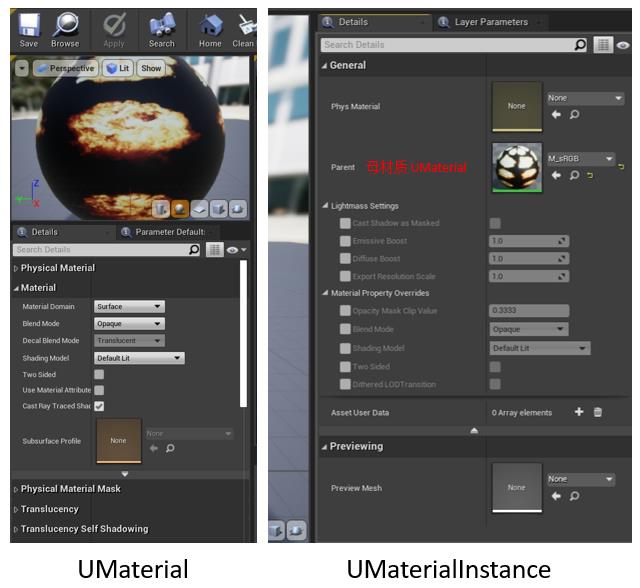 Save
Browse
Apply
Search
Home
Clean
Perspective
Lit
Show
Z
Y
X
Details
Parameter Default:
Search Details
Physical Material
Material
Material Domain
Surface
Blend Mode
Opaque
Decal Blend Mode
Translucent
Shading Model
Default Lit
Two Sided
Use Material Attribute
Cast Ray Traced Shac
Subsurface Profile
None
None
Physical Material Mask
Translucency
Translucency Self Shadowing
UMaterial
Details
Layer Parameters
Search Details
General
Phys Material
None
None
Parent
母材质 UMaterial
M_sRGB
Lightmass Settings
Cast Shadow as Masked
Emissive Boost
1.0
Diffuse Boost
1.0
Export Resolution Scale
1.0
Material Property Overrides
Opacity Mask Clip Value
0.3333
Blend Mode
Opaque
Shading Model
Default Lit
Two Sided
Dithered LODTransition
Asset User Data
0 Array elements
Previewing
Preview Mesh
None
None
UMaterialInstance